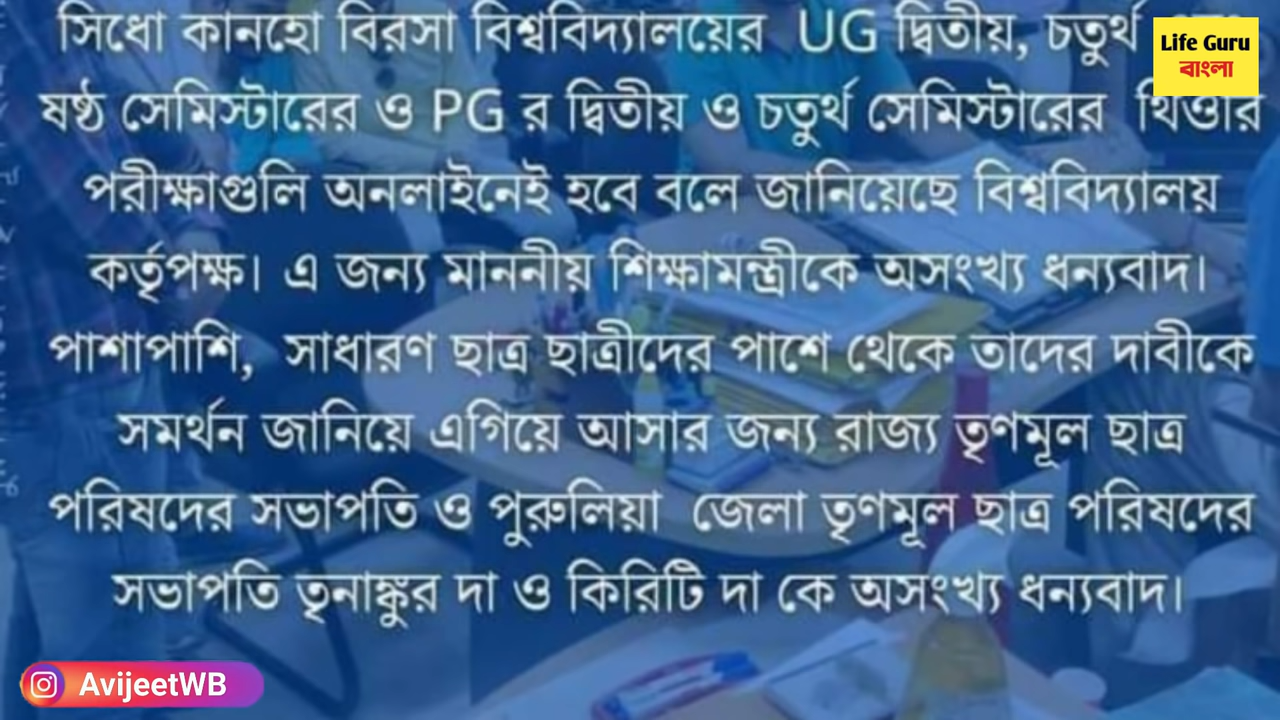 সিধো কানহো বিরসা বিশ্ববিদ্যালয়ের UG দ্বিতীয়, চতুর্থ
Life Guru
বাংলা
ষষ্ঠ সেমিস্টারের ও PG র দ্বিতীয় ও চতুর্থ সেমিস্টারের থিওরি
পরীক্ষাগুলি অনলাইনেই হবে বলে জানিয়েছে বিশ্ববিদ্যালয়
কর্তৃপক্ষ। এ জন্য মাননীয় শিক্ষামন্ত্রীকে অসংখ্য ধন্যবাদ।
পাশাপাশি, সাধারণ ছাত্র ছাত্রীদের পাশে থেকে তাদের দাবীকে
সমর্থন জানিয়ে এগিয়ে আসার জন্য রাজ্য তৃণমূল ছাত্র
পরিষদের সভাপতি ও পুরুলিয়া জেলা তৃণমূল ছাত্র পরিষদের
সভাপতি তৃনাঙ্কুর দা ও কিরিটি দা কে অসংখ্য ধন্যবাদ।
AvijeetWB